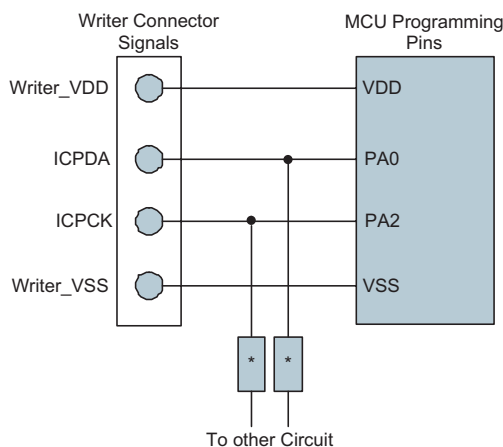 Writer Connector
Signals
MCU Programming
Pins
Writer_VDD
VDD
ICPDA
PA0
ICPCK
PA2
Writer_VSS
VSS
* *
To other Circuit